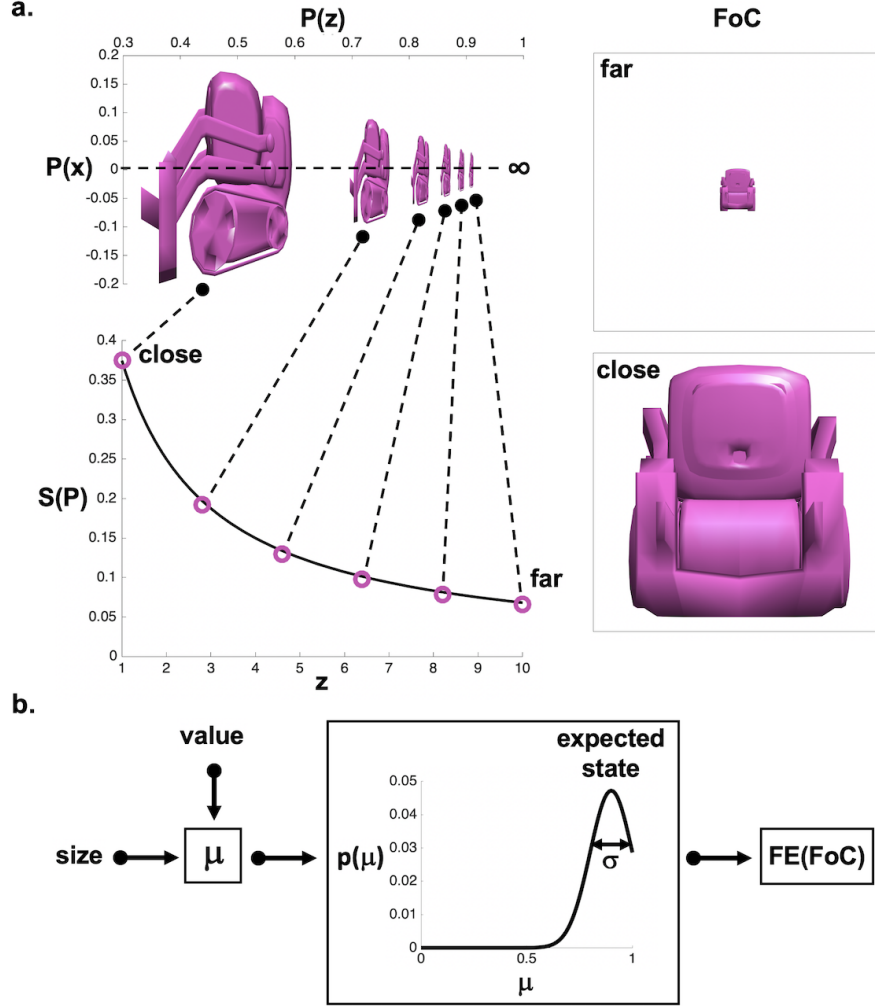 a.
P(z)
FoC
0.3 0.4 0.5 0.6 0.7 0.8 0.9 1
0.2
0.15
0.1
0.05
0
-0.05
-0.1
-0.15
-0.2
P(x)
∞
far
close
0.4
0.35
0.3
0.25
0.2
0.15
0.1
0.05
0
close
S(P)
far
1 2 3 4 5 6 7 8 9 10
z
b.
value
size
μ
expected
state
0.05
0.04
0.03
0.02
0.01
0
p(μ)
σ
0 0.5 1
μ
FE(FoC)